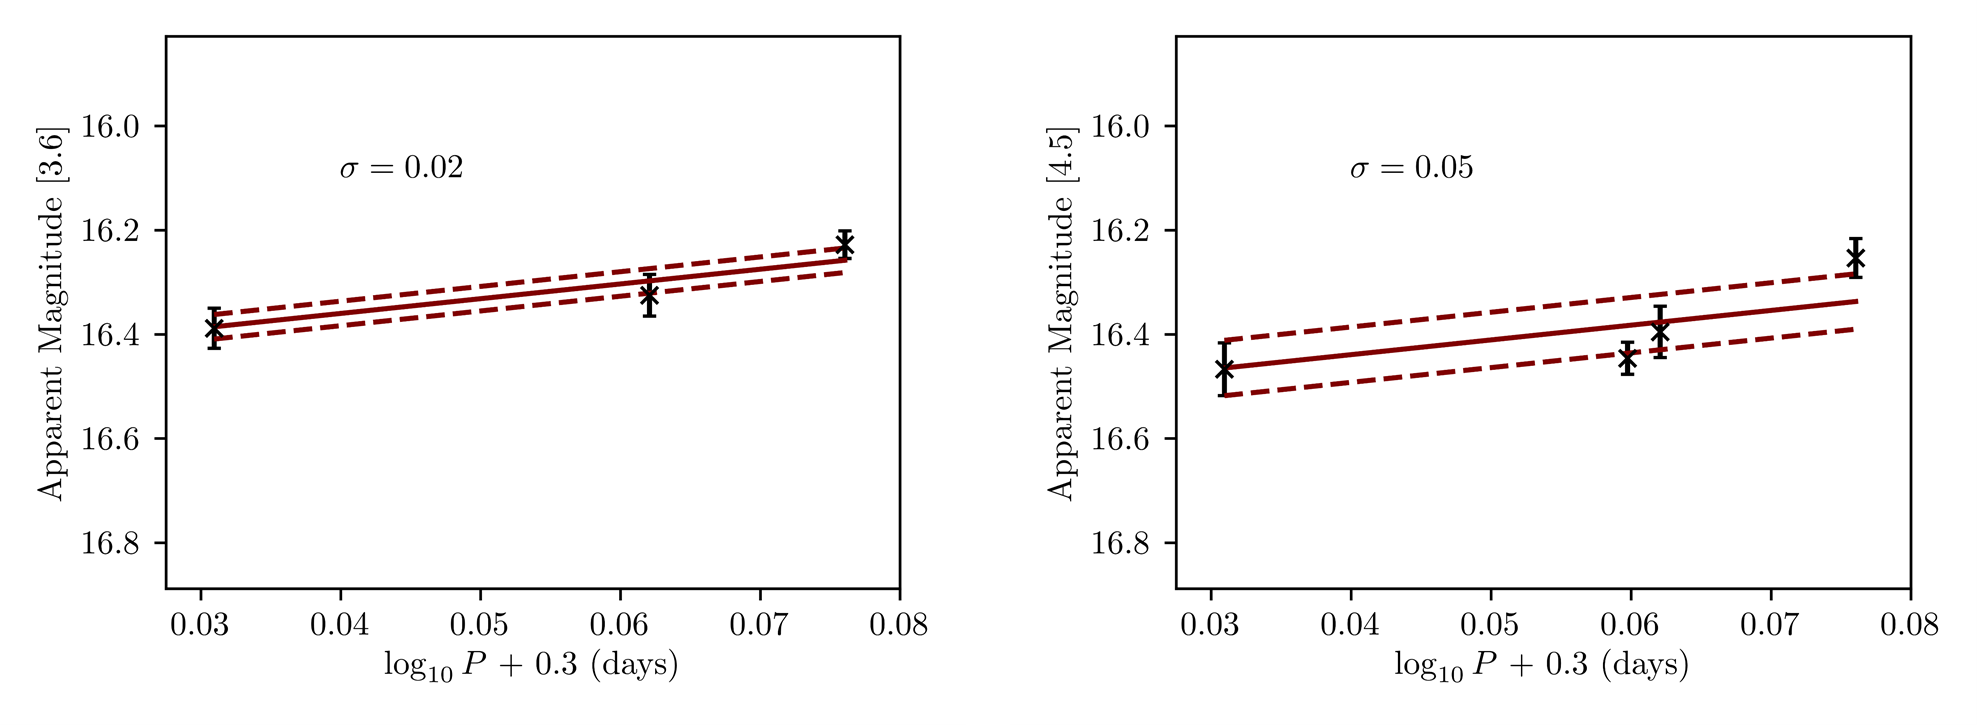 Apparent Magnitude [3.6]
16.0
16.2
16.4
16.6
16.8
σ = 0.02
0.03 0.04 0.05 0.06 0.07 0.08
log₁₀ P + 0.3 (days)
Apparent Magnitude [4.5]
16.0
16.2
16.4
16.6
16.8
σ = 0.05
0.03 0.04 0.05 0.06 0.07 0.08
log₁₀ P + 0.3 (days)